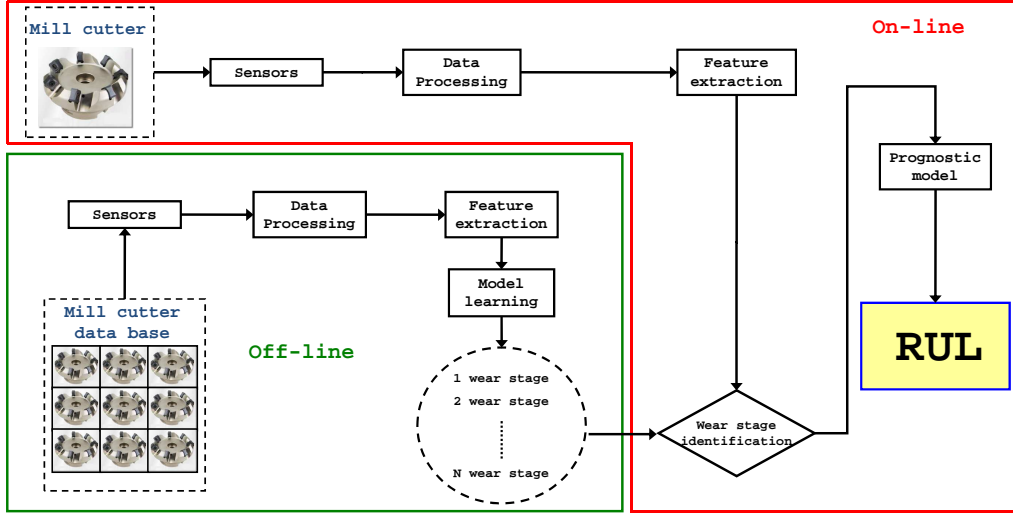 Mill cutter
On-line
Sensors
Data
Processing
Feature
extraction
Prognostic
model
RUL
Sensors
Data
Processing
Feature
extraction
Model
learning
Mill cutter
data base
Off-line
1 wear stage
2 wear stage
N wear stage
Wear stage
identification